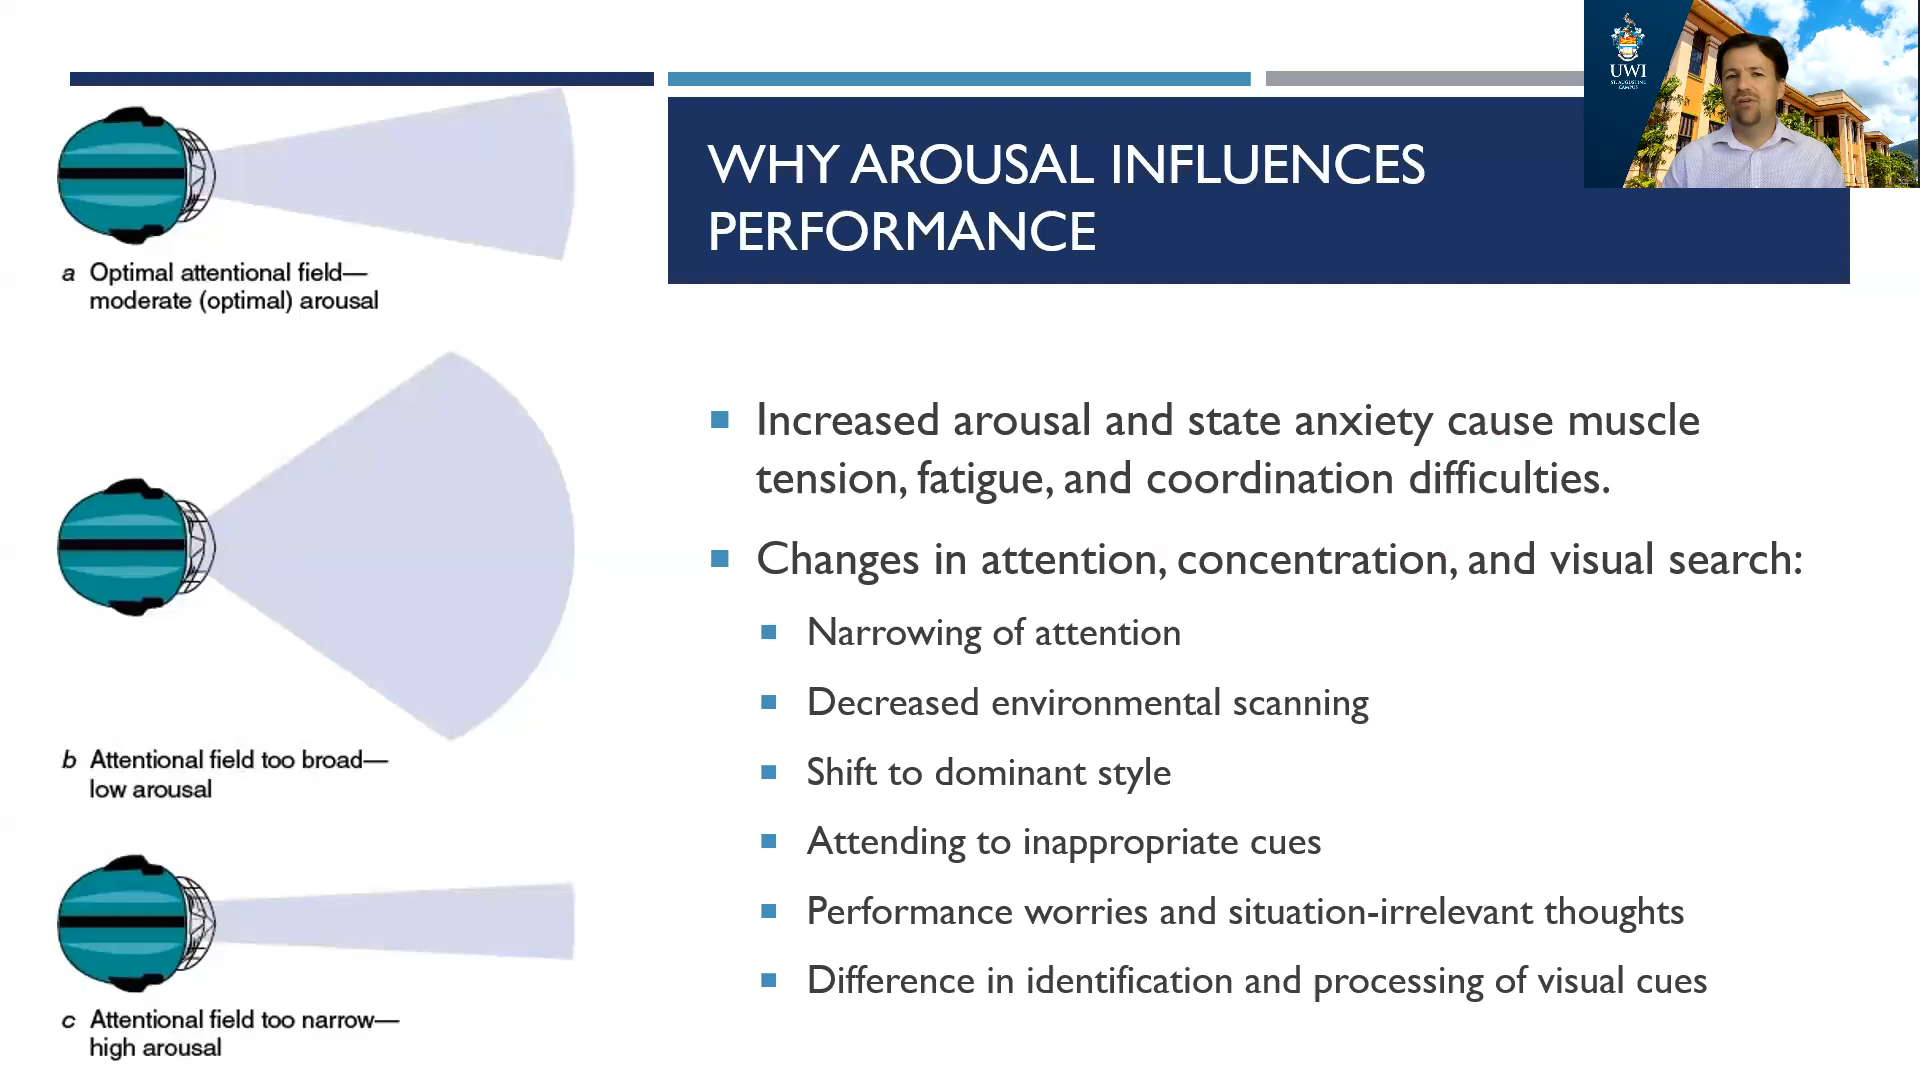 UWI
ST. AUGUSTINE
CAMPUS
WHY AROUSAL INFLUENCES
PERFORMANCE
a Optimal attentional field—
moderate (optimal) arousal
b Attentional field too broad—
low arousal
c Attentional field too narrow—
high arousal
Increased arousal and state anxiety cause muscle
tension, fatigue, and coordination difficulties.
Changes in attention, concentration, and visual search:
Narrowing of attention
Decreased environmental scanning
Shift to dominant style
Attending to inappropriate cues
Performance worries and situation-irrelevant thoughts
Difference in identification and processing of visual cues